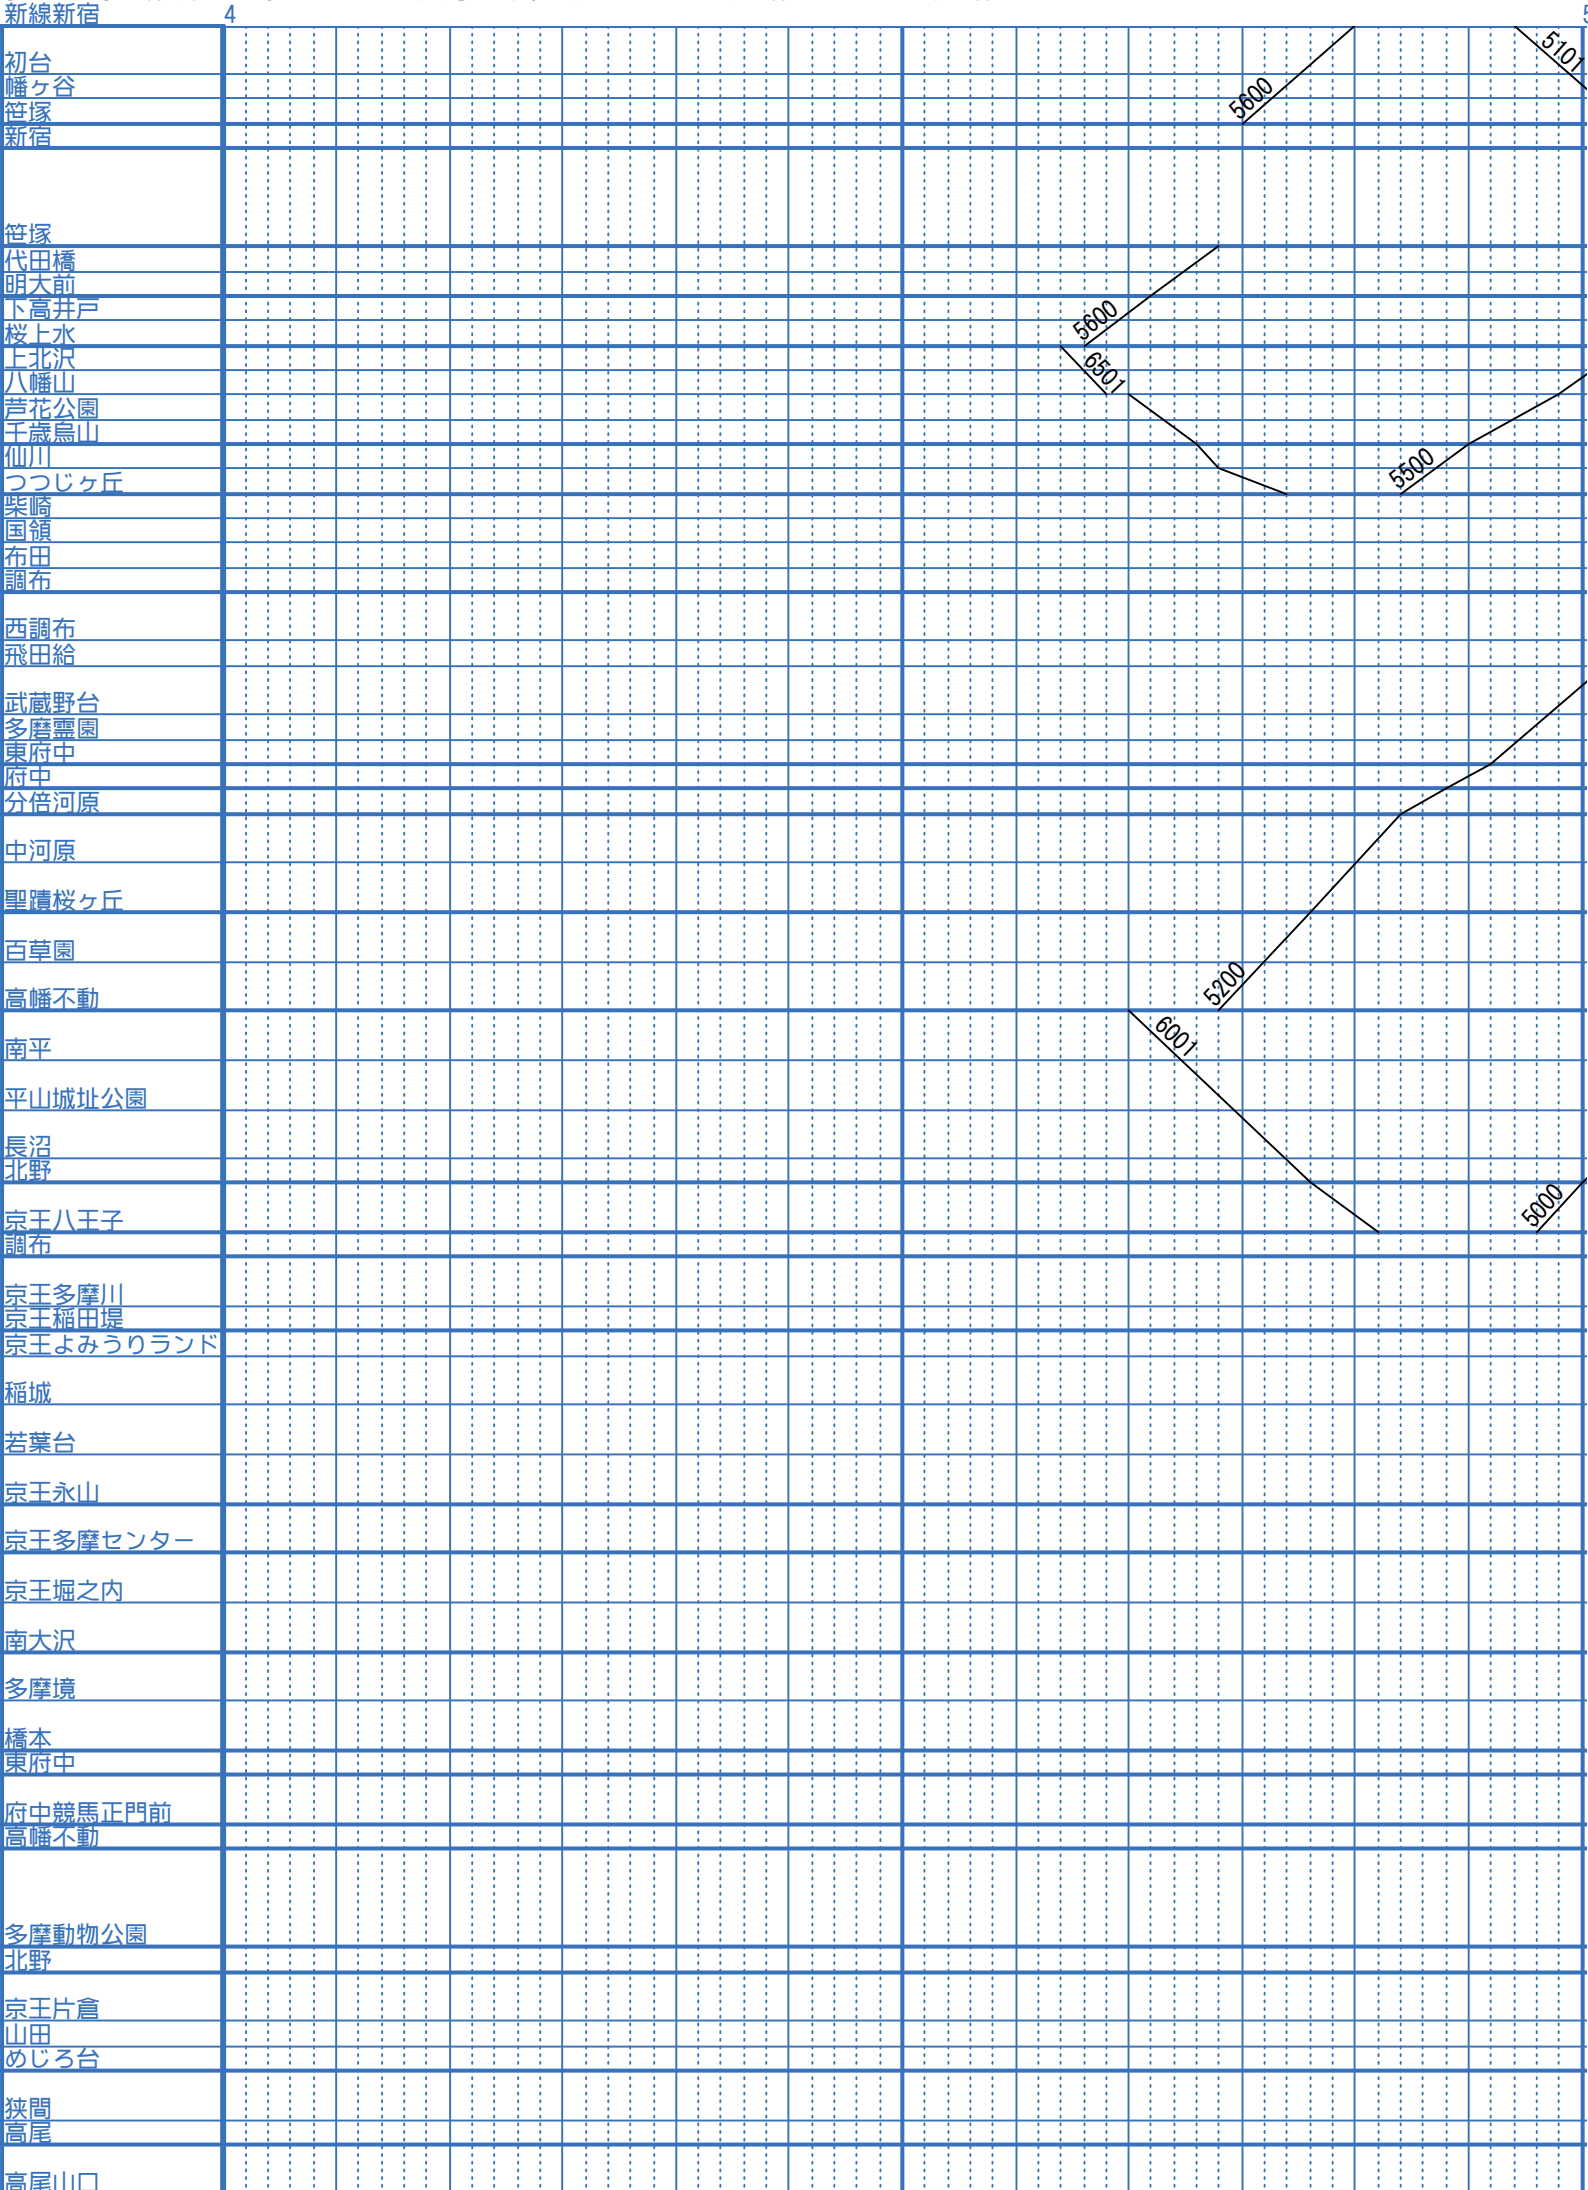 新線新宿 4 5
初台
5101
幡ヶ谷
5600
笹塚
新宿
笹塚
代田橋
明大前
下高井戸
5600
桜上水
上北沢
6501
八幡山
芦花公園
千歳烏山
仙川
5500
つつじヶ丘
柴崎
国領
布田
調布
西調布
飛田給
武蔵野台
多磨霊園
東府中
府中
分倍河原
中河原
聖蹟桜ヶ丘
百草園
5200
高幡不動
6001
南平
平山城址公園
長沼
北野
5000
京王八王子
調布
京王多摩川
京王稲田堤
京王よみうりランド
稲城
若葉台
京王永山
京王多摩センター
京王堀之内
南大沢
多摩境
橋本
東府中
府中競馬正門前
高幡不動
多摩動物公園
北野
京王片倉
山田
めじろ台
狭間
高尾
高尾山口